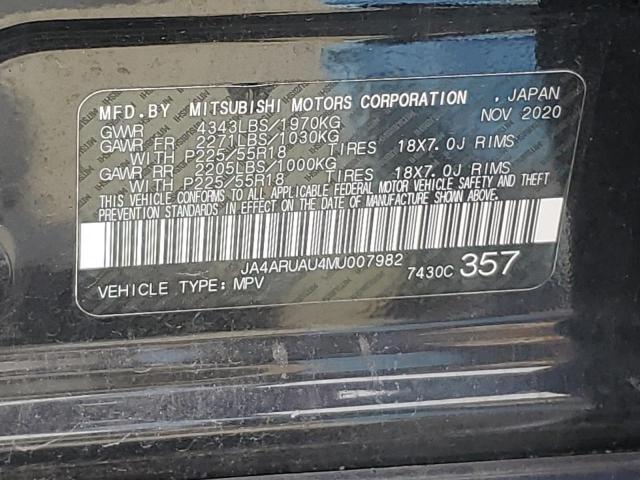 MFD.BY MITSUBISHI MOTORS CORPORATION , JAPAN
GVWR 4343LBS/1970KG NOV 2020
GAWR FR 2271LBS/1030KG
WITH P225/55R18 TIRES 18X7.0J RIMS
GAWR RR 2205LBS/1000KG
WITH P225/55R18 TIRES 18X7.0J RIMS
THIS VEHICLE CONFORMS TO ALL APPLICABLE FEDERAL MOTOR VEHICLE SAFETY AND THEFT
PREVENTION STANDARDS IN EFFECT ON THE DATE OF MANUFACTURE SHOWN ABOVE.
JA4ARUAU4MU007982
VEHICLE TYPE: MPV 7430C 357